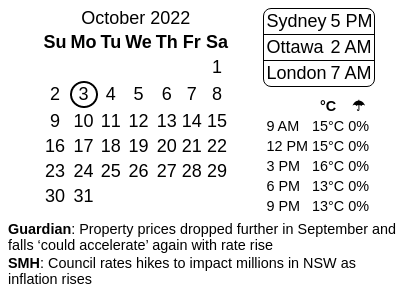 October 2022
Su Mo Tu We Th Fr Sa
1
2 3 4 5 6 7 8
9 10 11 12 13 14 15
16 17 18 19 20 21 22
23 24 25 26 27 28 29
30 31
Sydney 5 PM
Ottawa 2 AM
London 7 AM
°C ☂
9 AM 15°C 0%
12 PM 15°C 0%
3 PM 16°C 0%
6 PM 13°C 0%
9 PM 13°C 0%
Guardian: Property prices dropped further in September and
falls ‘could accelerate’ again with rate rise
SMH: Council rates hikes to impact millions in NSW as
inflation rises